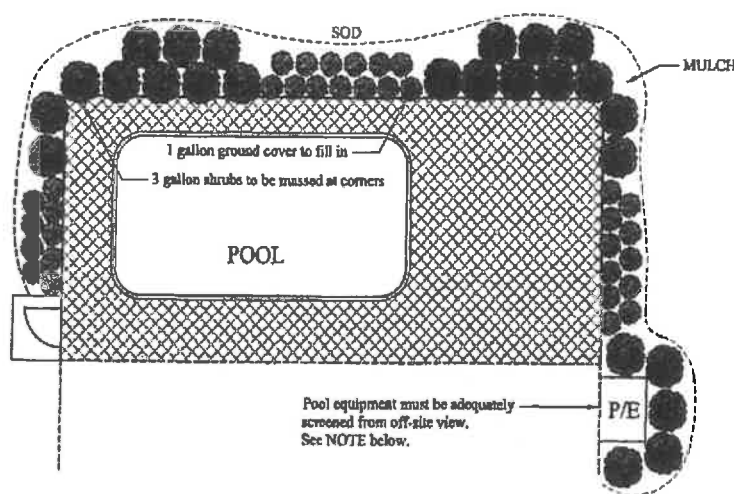 SOD
MULCH
1 gallon ground cover to fill in
3 gallon shrubs to be massed at corners
POOL
Pool equipment must be adequately
screened from off-site view.
See NOTE below.
P/E